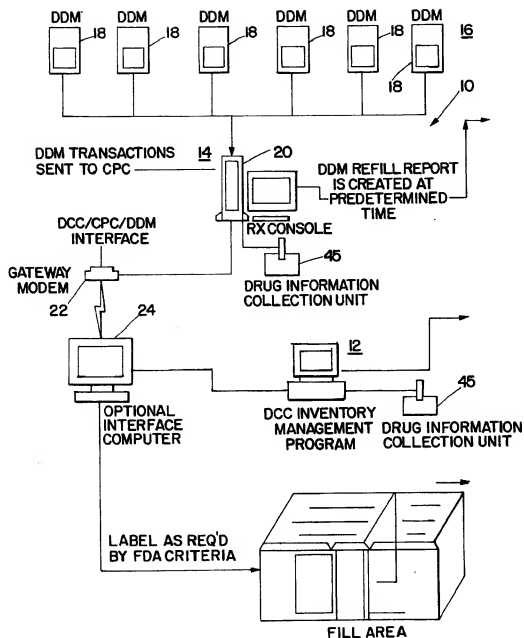 DDM DDM DDM DDM DDM DDM
18 18 18 18 18 18
16
10
DDM TRANSACTIONS
SENT TO CPC
14
20
DDM REFILL REPORT
IS CREATED AT
PREDETERMINED
TIME
RX CONSOLE
45
DRUG INFORMATION
COLLECTION UNIT
DCC/CPC/DDM
INTERFACE
GATEWAY
MODEM
22
24
OPTIONAL
INTERFACE
COMPUTER
12
DCC INVENTORY
MANAGEMENT
PROGRAM
45
DRUG INFORMATION
COLLECTION UNIT
LABEL AS REQ'D
BY FDA CRITERIA
FILL AREA